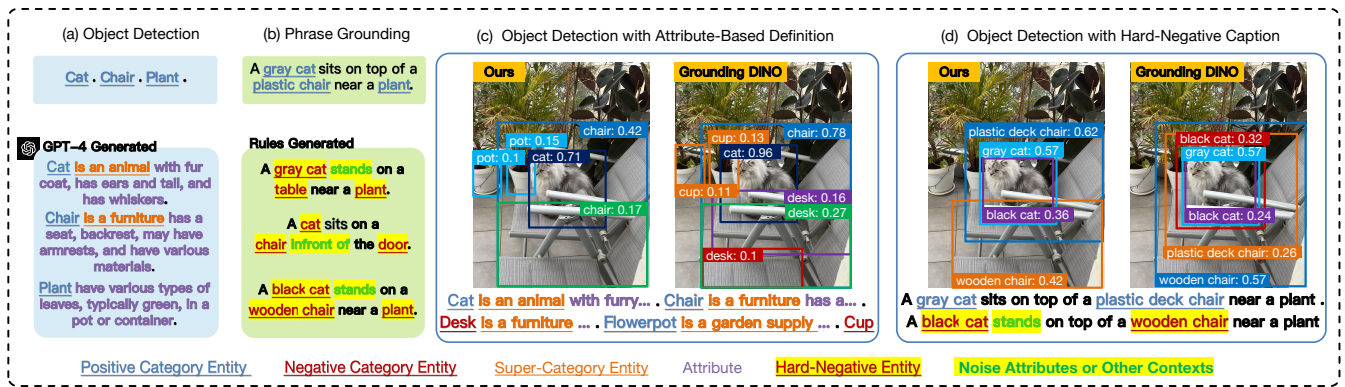 (a) Object Detection
Cat . Chair . Plant .
GPT-4 Generated
Cat is an animal with fur
coat, has ears and tail, and
has whiskers.
Chair is a furniture has a
seat, backrest, may have
armrests, and have various
materials.
Plant have various types of
leaves, typically green, in a
pot or container.
(b) Phrase Grounding
A gray cat sits on top of a
plastic chair near a plant.
Rules Generated
A gray cat stands on a
table near a plant.
A cat sits on a
chair infront of the door.
A black cat stands on a
wooden chair near a plant.
(c) Object Detection with Attribute-Based Definition
Ours
chair: 0.42
pot: 0.15
pot: 0.1
cat: 0.71
chair: 0.17
Grounding DINO
cup: 0.13
chair: 0.78
cat: 0.96
cup: 0.11
desk: 0.16
desk: 0.27
desk: 0.1
Cat is an animal with furry... . Chair is a furniture has a... .
Desk is a furniture ... . Flowerpot is a garden supply ... . Cup
(d) Object Detection with Hard-Negative Caption
Ours
plastic deck chair: 0.62
gray cat: 0.57
black cat: 0.36
wooden chair: 0.42
Grounding DINO
black cat: 0.32
gray cat: 0.57
black cat: 0.24
plastic deck chair: 0.26
wooden chair: 0.57
A gray cat sits on top of a plastic deck chair near a plant .
A black cat stands on top of a wooden chair near a plant
Positive Category Entity
Negative Category Entity
Super-Category Entity
Attribute
Hard-Negative Entity
Noise Attributes or Other Contexts